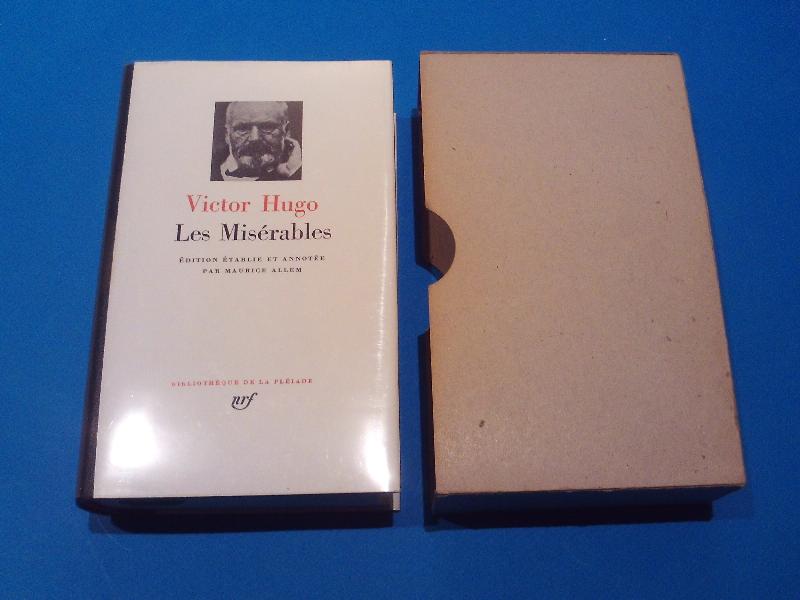 Victor Hugo
Les Misérables
ÉDITION ÉTABLIE ET ANNOTÉE
PAR MAURICE ALLEM
BIBLIOTHÈQUE DE LA PLÉIADE
nrf